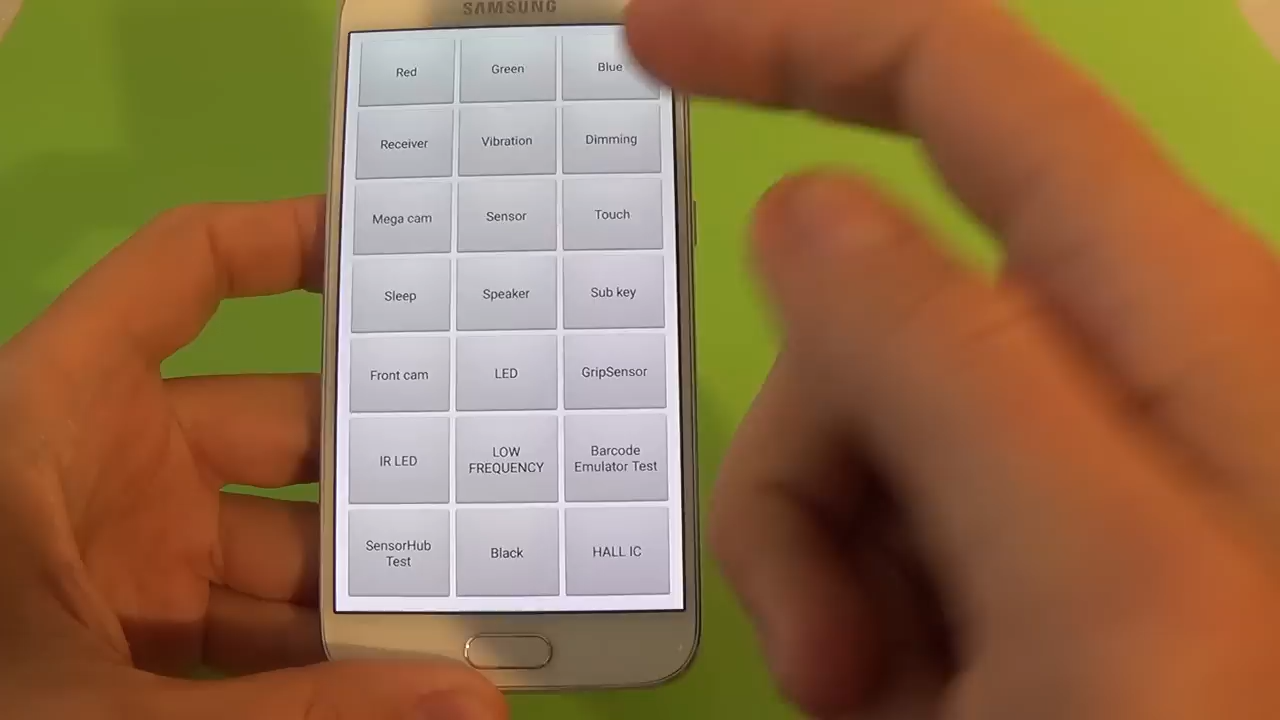 SAMSUNG
Red
Green
Blue
Receiver
Vibration
Dimming
Mega cam
Sensor
Touch
Sleep
Speaker
Sub key
Front cam
LED
GripSensor
IR LED
LOW
FREQUENCY
Barcode
Emulator Test
SensorHub
Test
Black
HALL IC